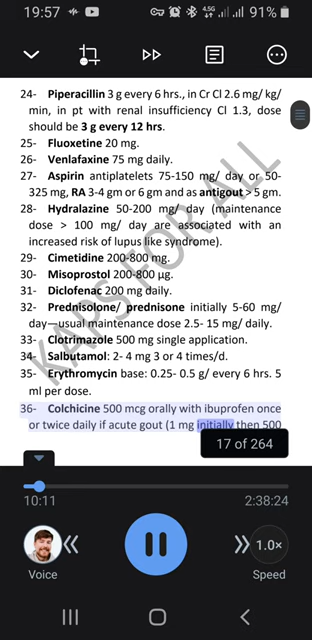 19:57
4.5G
91%
24- Piperacillin 3 g every 6 hrs., in Cr Cl 2.6 mg/ kg/
min, in pt with renal insufficiency Cl 1.3, dose
should be 3 g every 12 hrs.
25- Fluoxetine 20 mg.
26- Venlafaxine 75 mg daily.
27- Aspirin antiplatelets 75-150 mg/ day or 50-
325 mg, RA 3-4 gm or 6 gm and as antigout > 5 gm.
28- Hydralazine 50-200 mg/ day (maintenance
dose > 100 mg/ day are associated with an
increased risk of lupus like syndrome).
29- Cimetidine 200-800 mg.
30- Misoprostol 200-800 µg.
31- Diclofenac 200 mg daily.
32- Prednisolone/ prednisone initially 5-60 mg/
day—usual maintenance dose 2.5- 15 mg/ daily.
33- Clotrimazole 500 mg single application.
34- Salbutamol: 2- 4 mg 3 or 4 times/d.
35- Erythromycin base: 0.25- 0.5 g/ every 6 hrs. 5
ml per dose.
36- Colchicine 500 mcg orally with ibuprofen once
or twice daily if acute gout (1 mg initially then 500
KAPS FOR ALL
17 of 264
10:11
2:38:24
1.0×
Voice
Speed